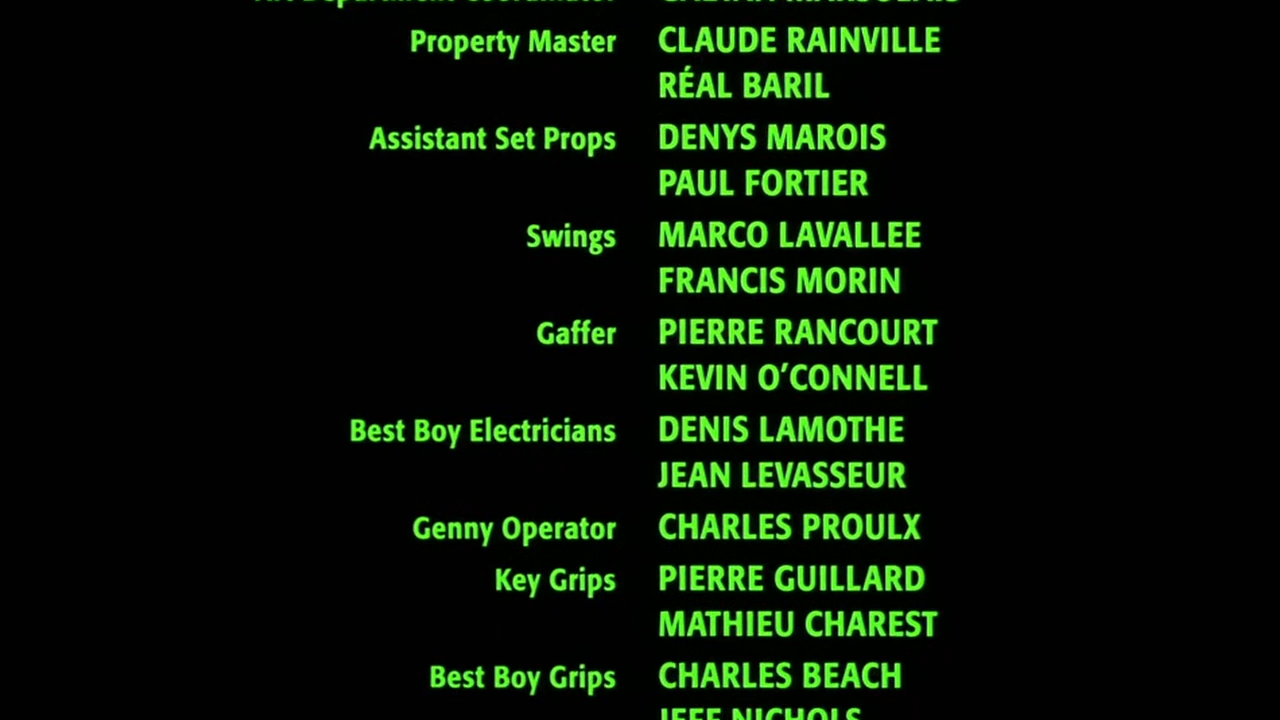 Property Master CLAUDE RAINVILLE
RÉAL BARIL
Assistant Set Props DENYS MAROIS
PAUL FORTIER
Swings MARCO LAVALLEE
FRANCIS MORIN
Gaffer PIERRE RANCOURT
KEVIN O'CONNELL
Best Boy Electricians DENIS LAMOTHE
JEAN LEVASSEUR
Genny Operator CHARLES PROULX
Key Grips PIERRE GUILLARD
MATHIEU CHAREST
Best Boy Grips CHARLES BEACH
JEFF NICHOLS